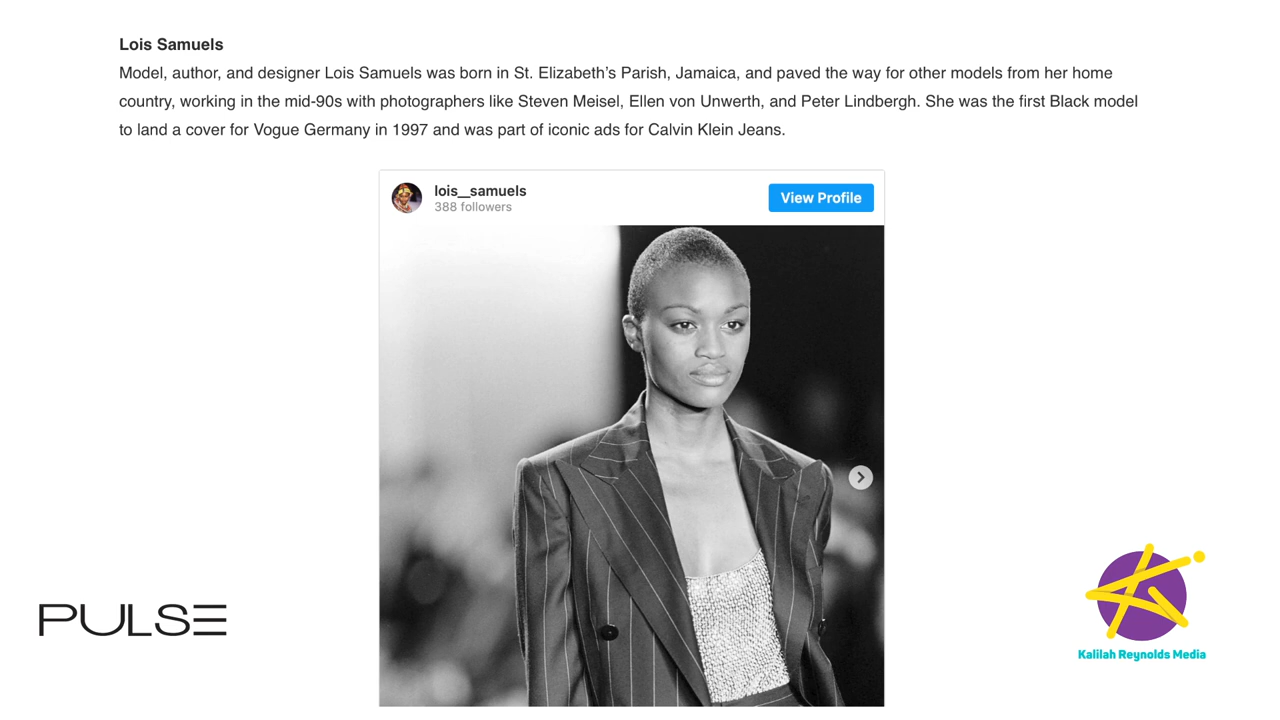 Lois Samuels
Model, author, and designer Lois Samuels was born in St. Elizabeth’s Parish, Jamaica, and paved the way for other models from her home
country, working in the mid-90s with photographers like Steven Meisel, Ellen von Unwerth, and Peter Lindbergh. She was the first Black model
to land a cover for Vogue Germany in 1997 and was part of iconic ads for Calvin Klein Jeans.
lois__samuels
388 followers
View Profile
PULSE
Kalilah Reynolds Media